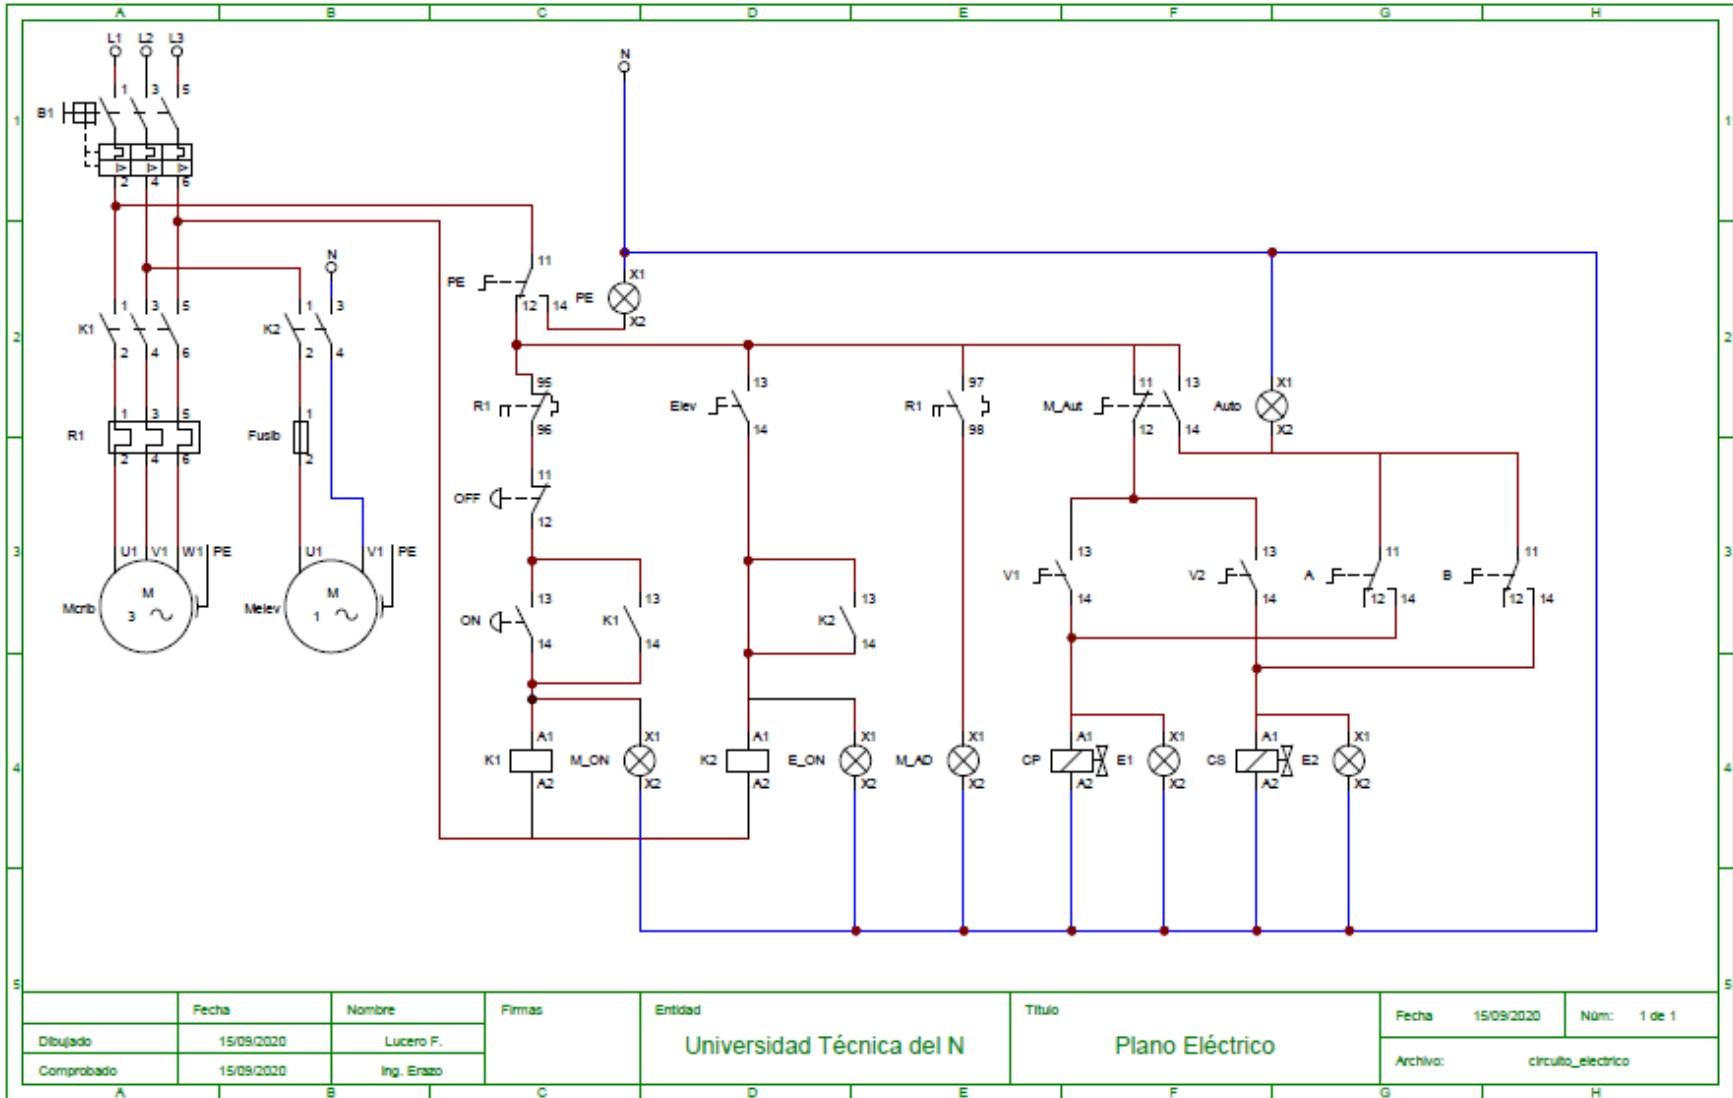 A B C D E F G H
L1 L2 L3
N
1 3 5
B1
1 1
2 4 6
N
11
X1
PE
12 14 PE
X2
1 3 5 1 3
K1 K2
2 2
2 4 6 2 4
95 13 97 11 13 X1
R1 Elev R1 M_Aut Auto
96 14 98 12 14 X2
1 3 5 1
R1 Fusib
2 4 6 2
11
OFF
12
U1 V1 W1 PE U1 V1 PE
3 3
13 13 11 11
V1 V2 A B
14 14 12 14 12 14
M M
Mcrib 3 Melev 1
13 13 13
ON K1 K2
14 14 14
A1 X1 A1 X1 X1 A1 X1 A1 X1
K1 M_ON K2 E_ON M_AD CP E1 CS E2
A2 X2 A2 X2 X2 A2 X2 A2 X2
4 4
5 5
Fecha Nombre Firmas Entidad Título
Fecha 15/09/2020 Núm: 1 de 1
Dibujado 15/09/2020 Lucero F.
Universidad Técnica del N Plano Eléctrico
Comprobado 15/09/2020 Ing. Erazo
Archivo: circuito_electrico
A B C D E F G H